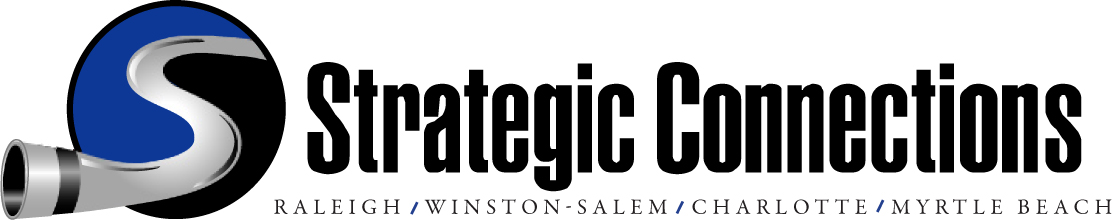 Strategic Connections
RALEIGH / WINSTON-SALEM / CHARLOTTE / MYRTLE BEACH